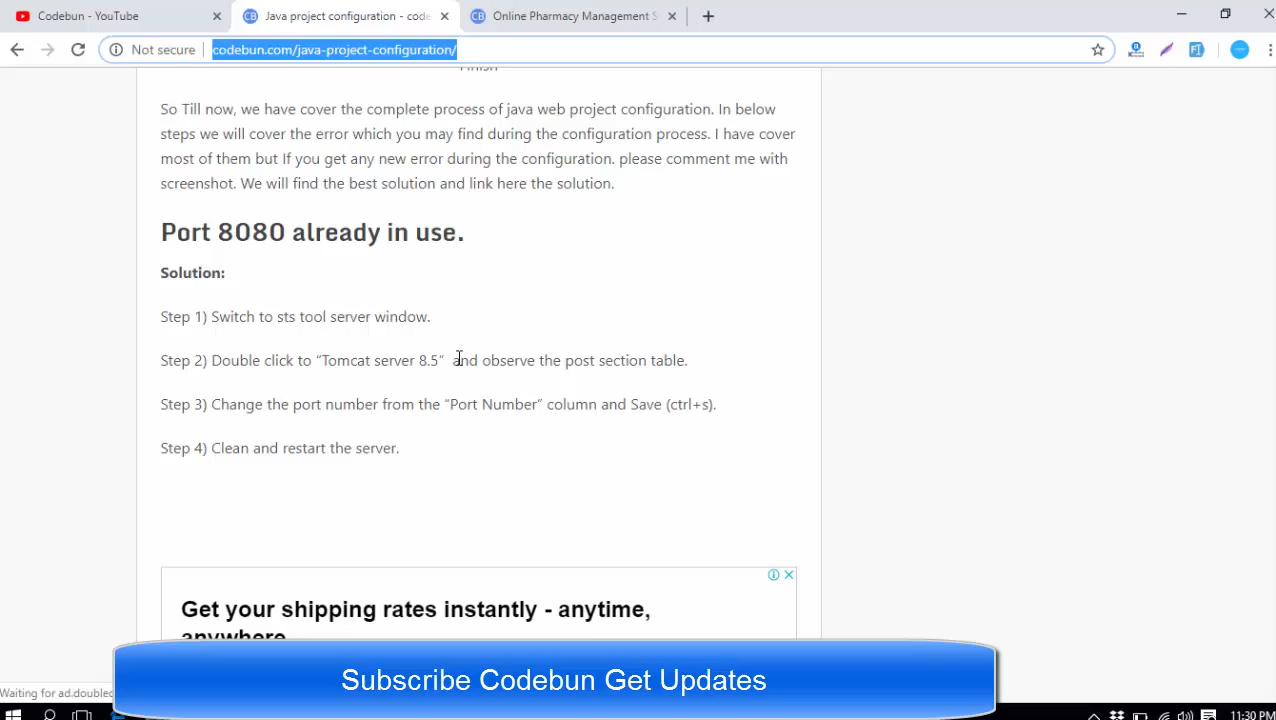 Codebun - YouTube
Java project configuration - code
Online Pharmacy Management S
Not secure
codebun.com/java-project-configuration/
So Till now, we have cover the complete process of java web project configuration. In below
steps we will cover the error which you may find during the configuration process. I have cover
most of them but If you get any new error during the configuration. please comment me with
screenshot. We will find the best solution and link here the solution.
Port 8080 already in use.
Solution:
Step 1) Switch to sts tool server window.
Step 2) Double click to “Tomcat server 8.5” and observe the post section table.
Step 3) Change the port number from the “Port Number” column and Save (ctrl+s).
Step 4) Clean and restart the server.
Get your shipping rates instantly - anytime,
anywhere
Subscribe Codebun Get Updates
Waiting for ad.doublec
11:30 PM